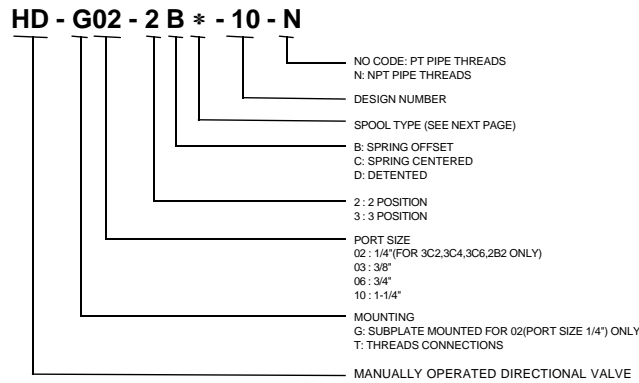 HD - G02 - 2 B * - 10 - N
NO CODE: PT PIPE THREADS
N: NPT PIPE THREADS
DESIGN NUMBER
SPOOL TYPE (SEE NEXT PAGE)
B: SPRING OFFSET
C: SPRING CENTERED
D: DETENTED
2 : 2 POSITION
3 : 3 POSITION
PORT SIZE
02 : 1/4"(FOR 3C2,3C4,3C6,2B2 ONLY)
03 : 3/8"
06 : 3/4"
10 : 1-1/4"
MOUNTING
G: SUBPLATE MOUNTED FOR 02(PORT SIZE 1/4") ONLY
T: THREADS CONNECTIONS
MANUALLY OPERATED DIRECTIONAL VALVE